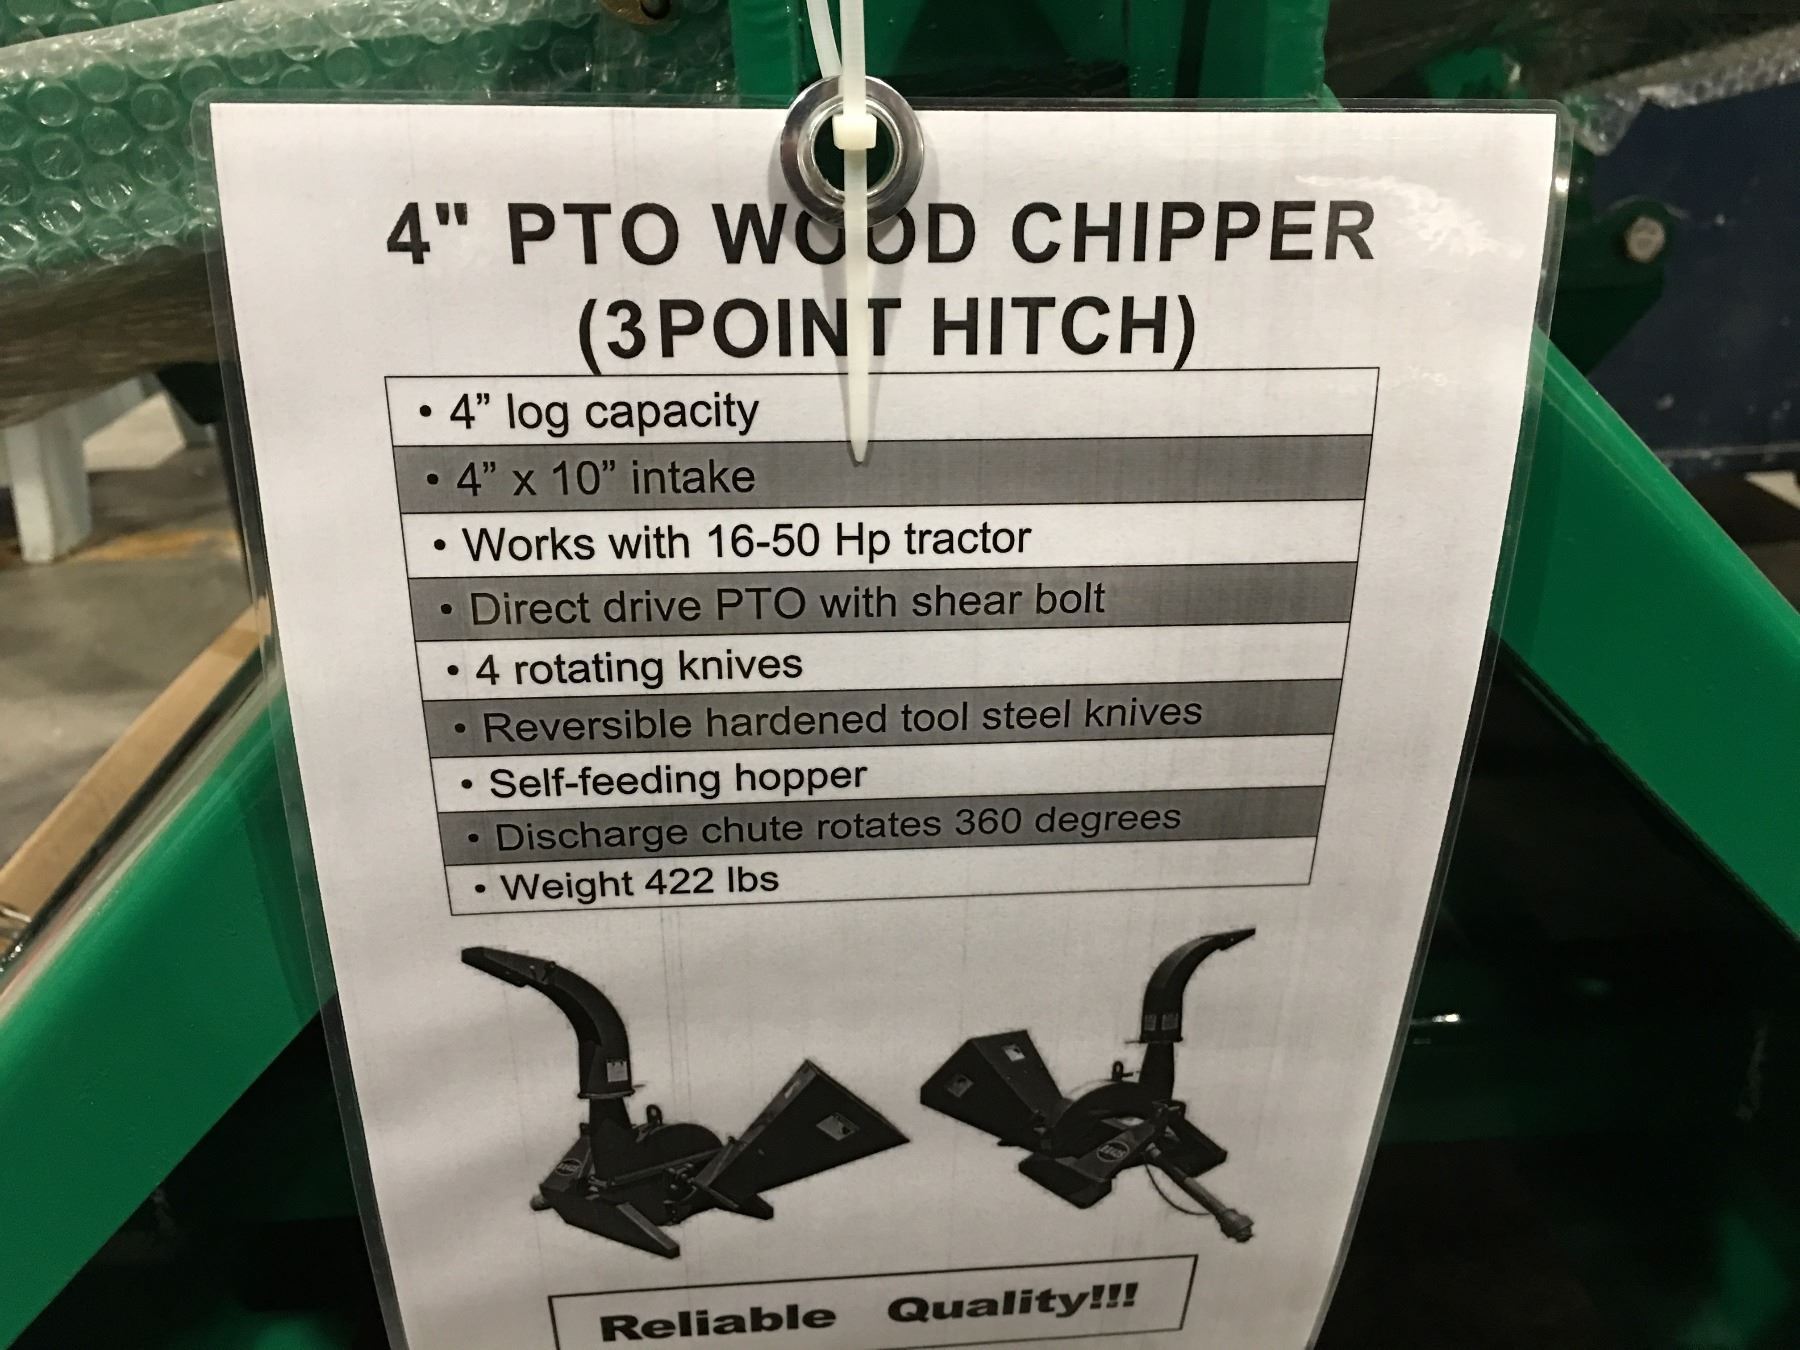 4" PTO WOOD CHIPPER
(3POINT HITCH)
• 4” log capacity
• 4” x 10” intake
• Works with 16-50 Hp tractor
• Direct drive PTO with shear bolt
• 4 rotating knives
• Reversible hardened tool steel knives
• Self-feeding hopper
• Discharge chute rotates 360 degrees
• Weight 422 lbs
Reliable Quality!!!